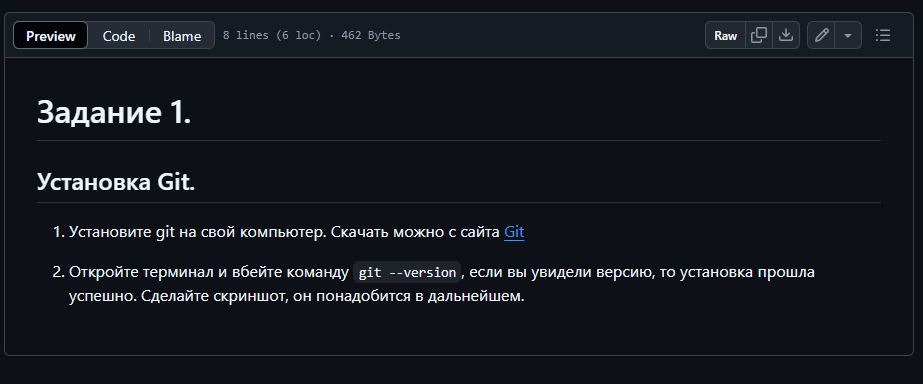 Preview Code Blame 8 lines (6 loc) · 462 Bytes Raw
Задание 1.
Установка Git.
1. Установите git на свой компьютер. Скачать можно с сайта Git
2. Откройте терминал и вбейте команду git --version, если вы увидели версию, то установка прошла
успешно. Сделайте скриншот, он понадобится в дальнейшем.